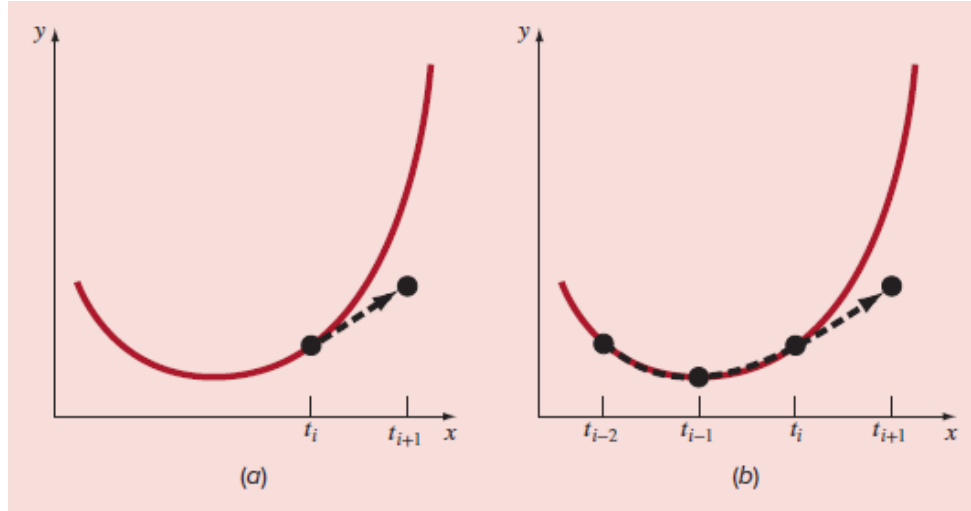 y
t_i t_{i+1} x
(a)
y
t_{i-2} t_{i-1} t_i t_{i+1} x
(b)